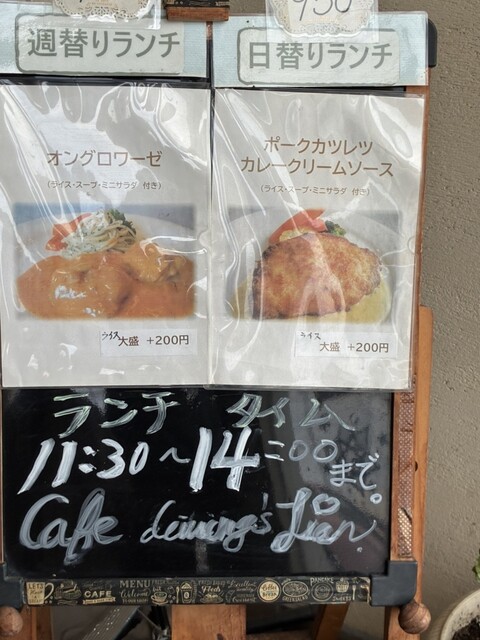 950
週替りランチ
日替りランチ
オングロワーゼ
(ライス・スープ・ミニサラダ 付き)
ライス 大盛 +200円
ポークカツレツ
カレークリームソース
(ライス・スープ・ミニサラダ 付き)
ライス 大盛 +200円
ランチ タイム
11:30~14:00まで。
Cafe dining's Lian
MENU
CAFE